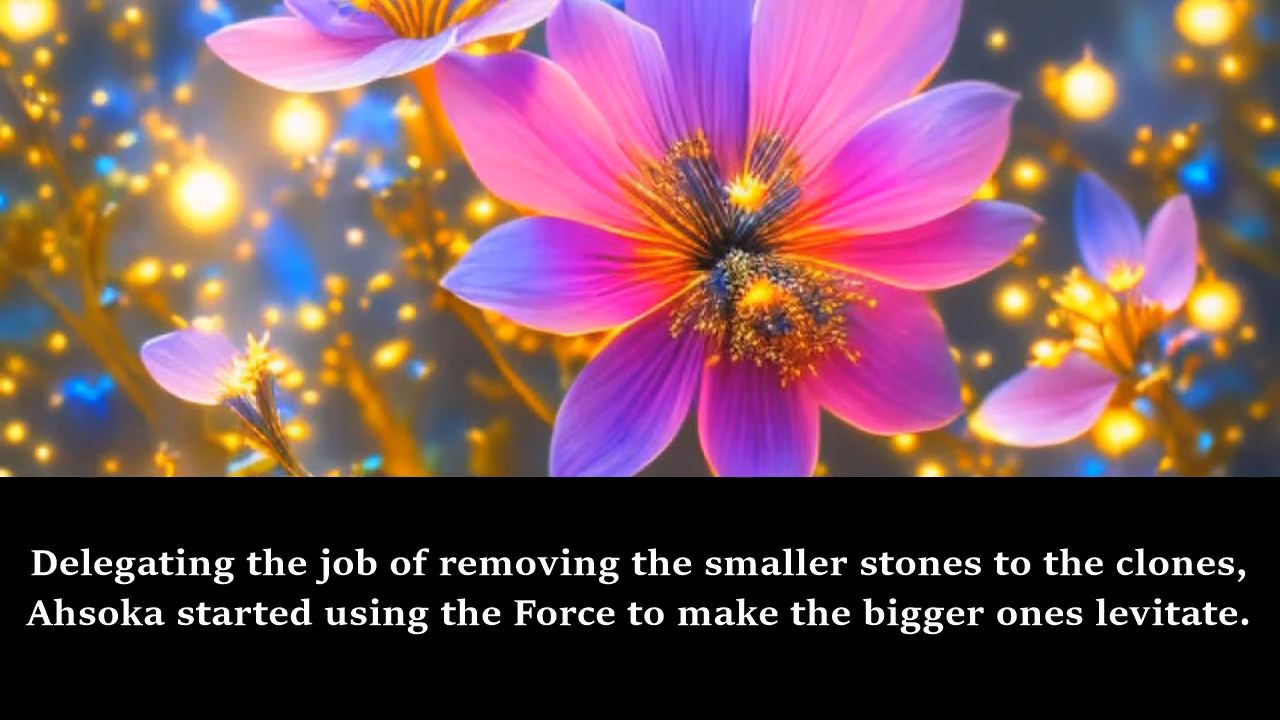 Delegating the job of removing the smaller stones to the clones,
Ahsoka started using the Force to make the bigger ones levitate.